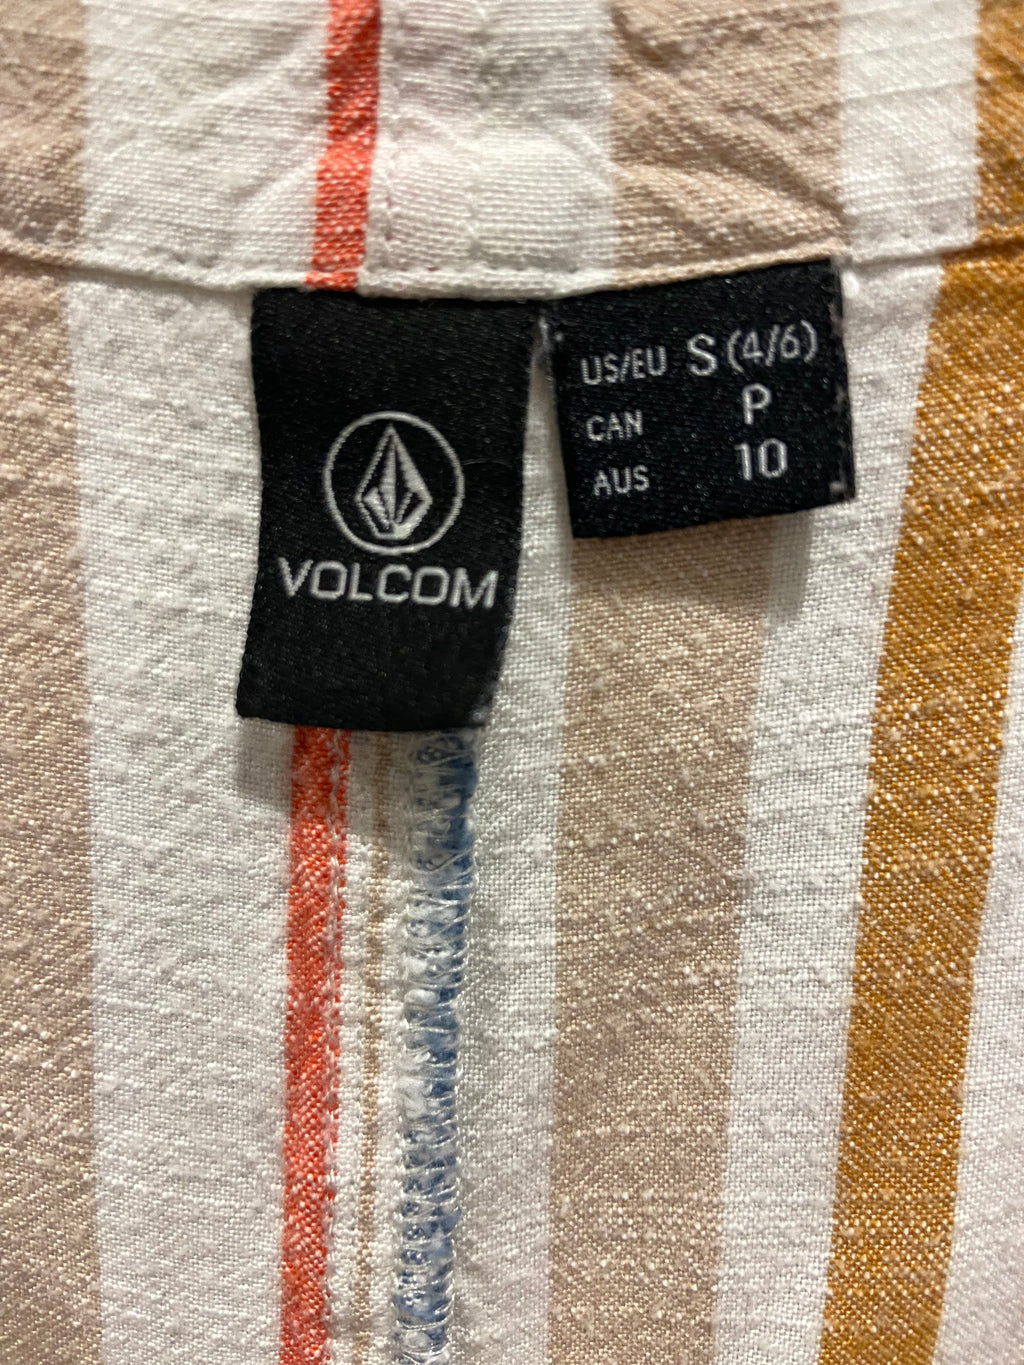 VOLCOM
US/EU S (4/6)
CAN P
AUS 10